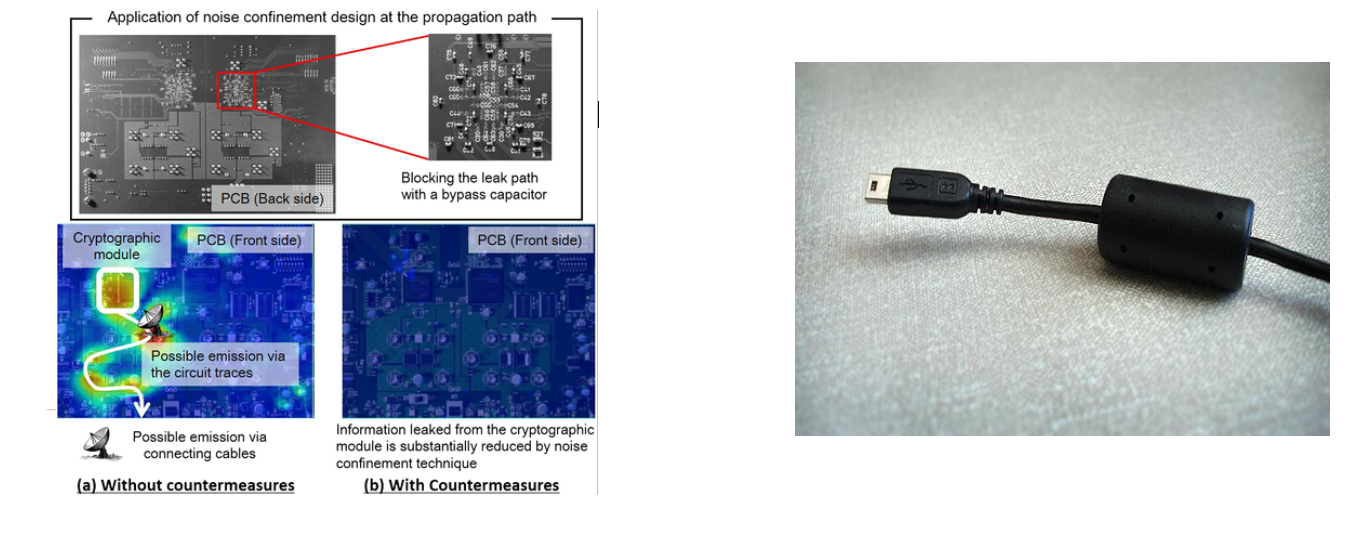 Application of noise confinement design at the propagation path
Blocking the leak path
with a bypass capacitor
PCB (Back side)
Cryptographic
module
PCB (Front side)
PCB (Front side)
Possible emission via
the circuit traces
Possible emission via
connecting cables
Information leaked from the cryptographic
module is substantially reduced by noise
confinement technique
(a) Without countermeasures
(b) With Countermeasures